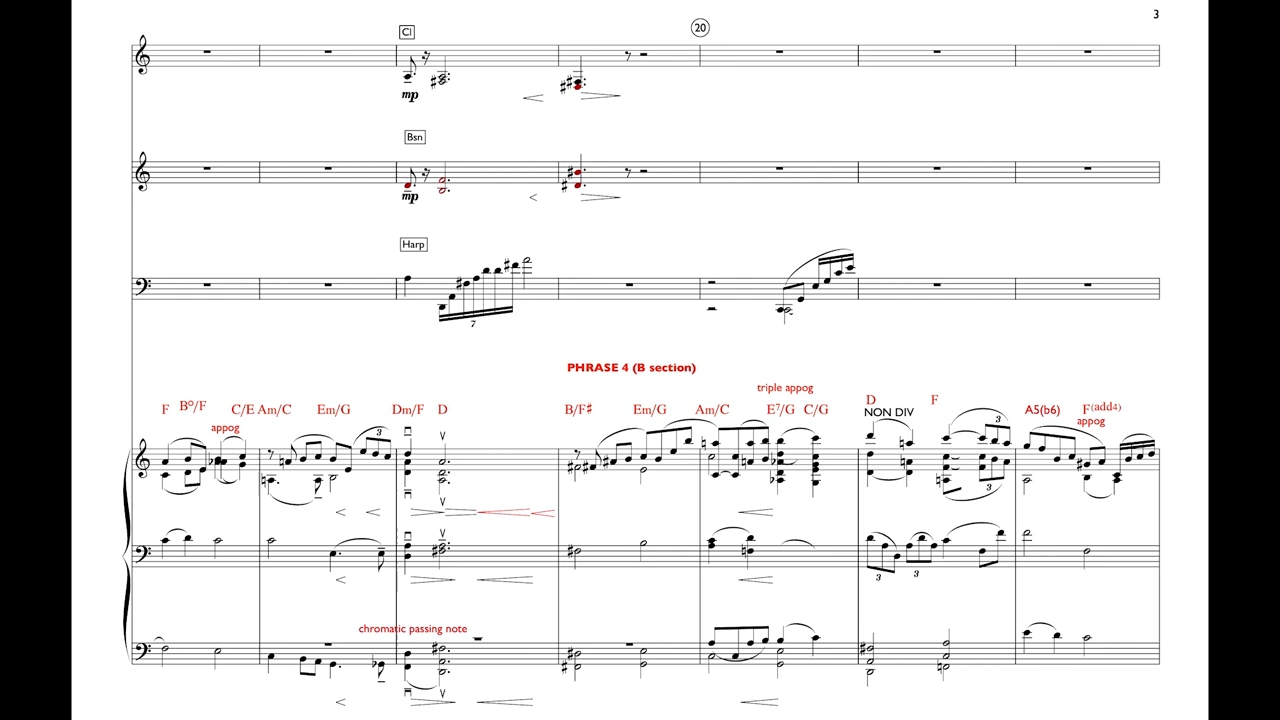 3
Cl
20
mp
Bsn
mp
Harp
7
PHRASE 4 (B section)
triple appog
F B°/F C/E Am/C Em/G Dm/F D B/F# Em/G Am/C E7/G C/G D F A5(b6) F(add4)
NON DIV
appog
appog
3
3
3
3
3
chromatic passing note